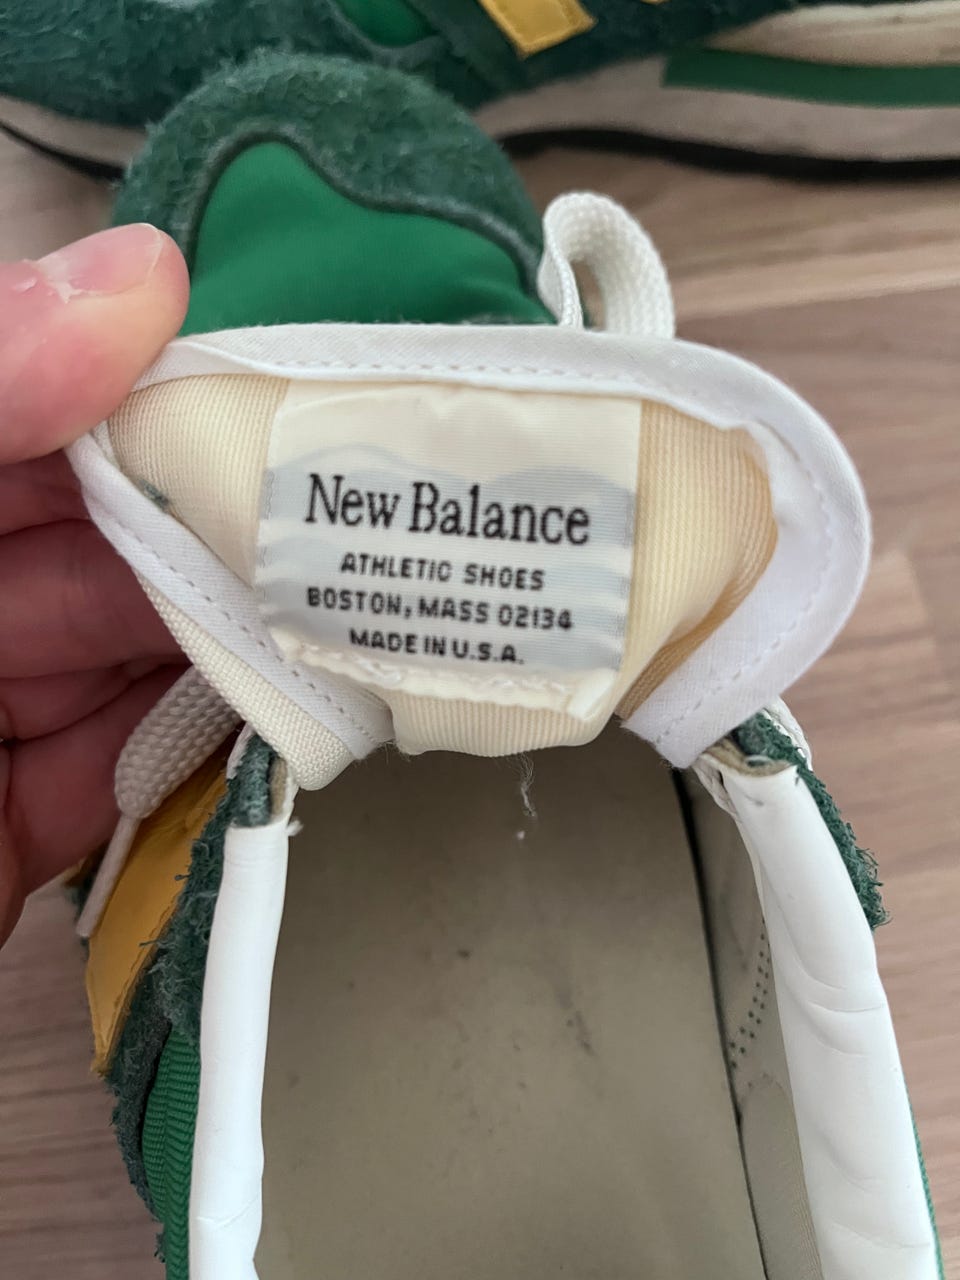 New Balance
ATHLETIC SHOES
BOSTON, MASS 02134
MADE IN U.S.A.